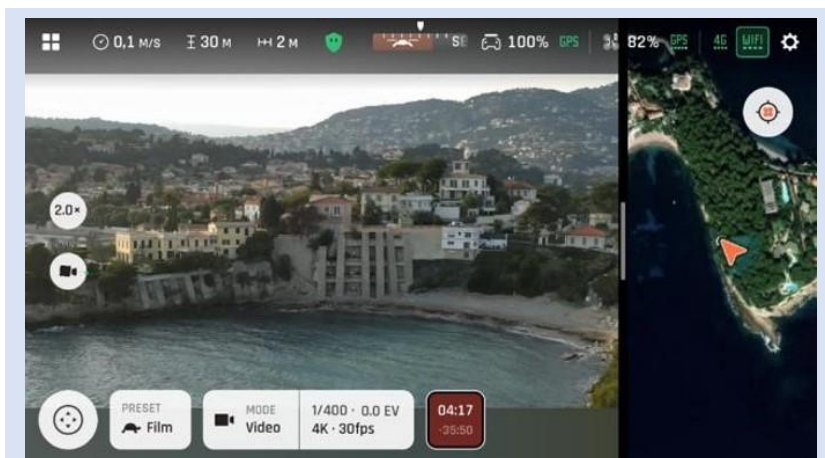 0,1 M/S
30 M
2 M
SE
100% GPS
82% GPS
4G
WIFI
2.0×
PRESET
Film
MODE
Video
1/400 · 0.0 EV
4K · 30fps
04:17
-35:50